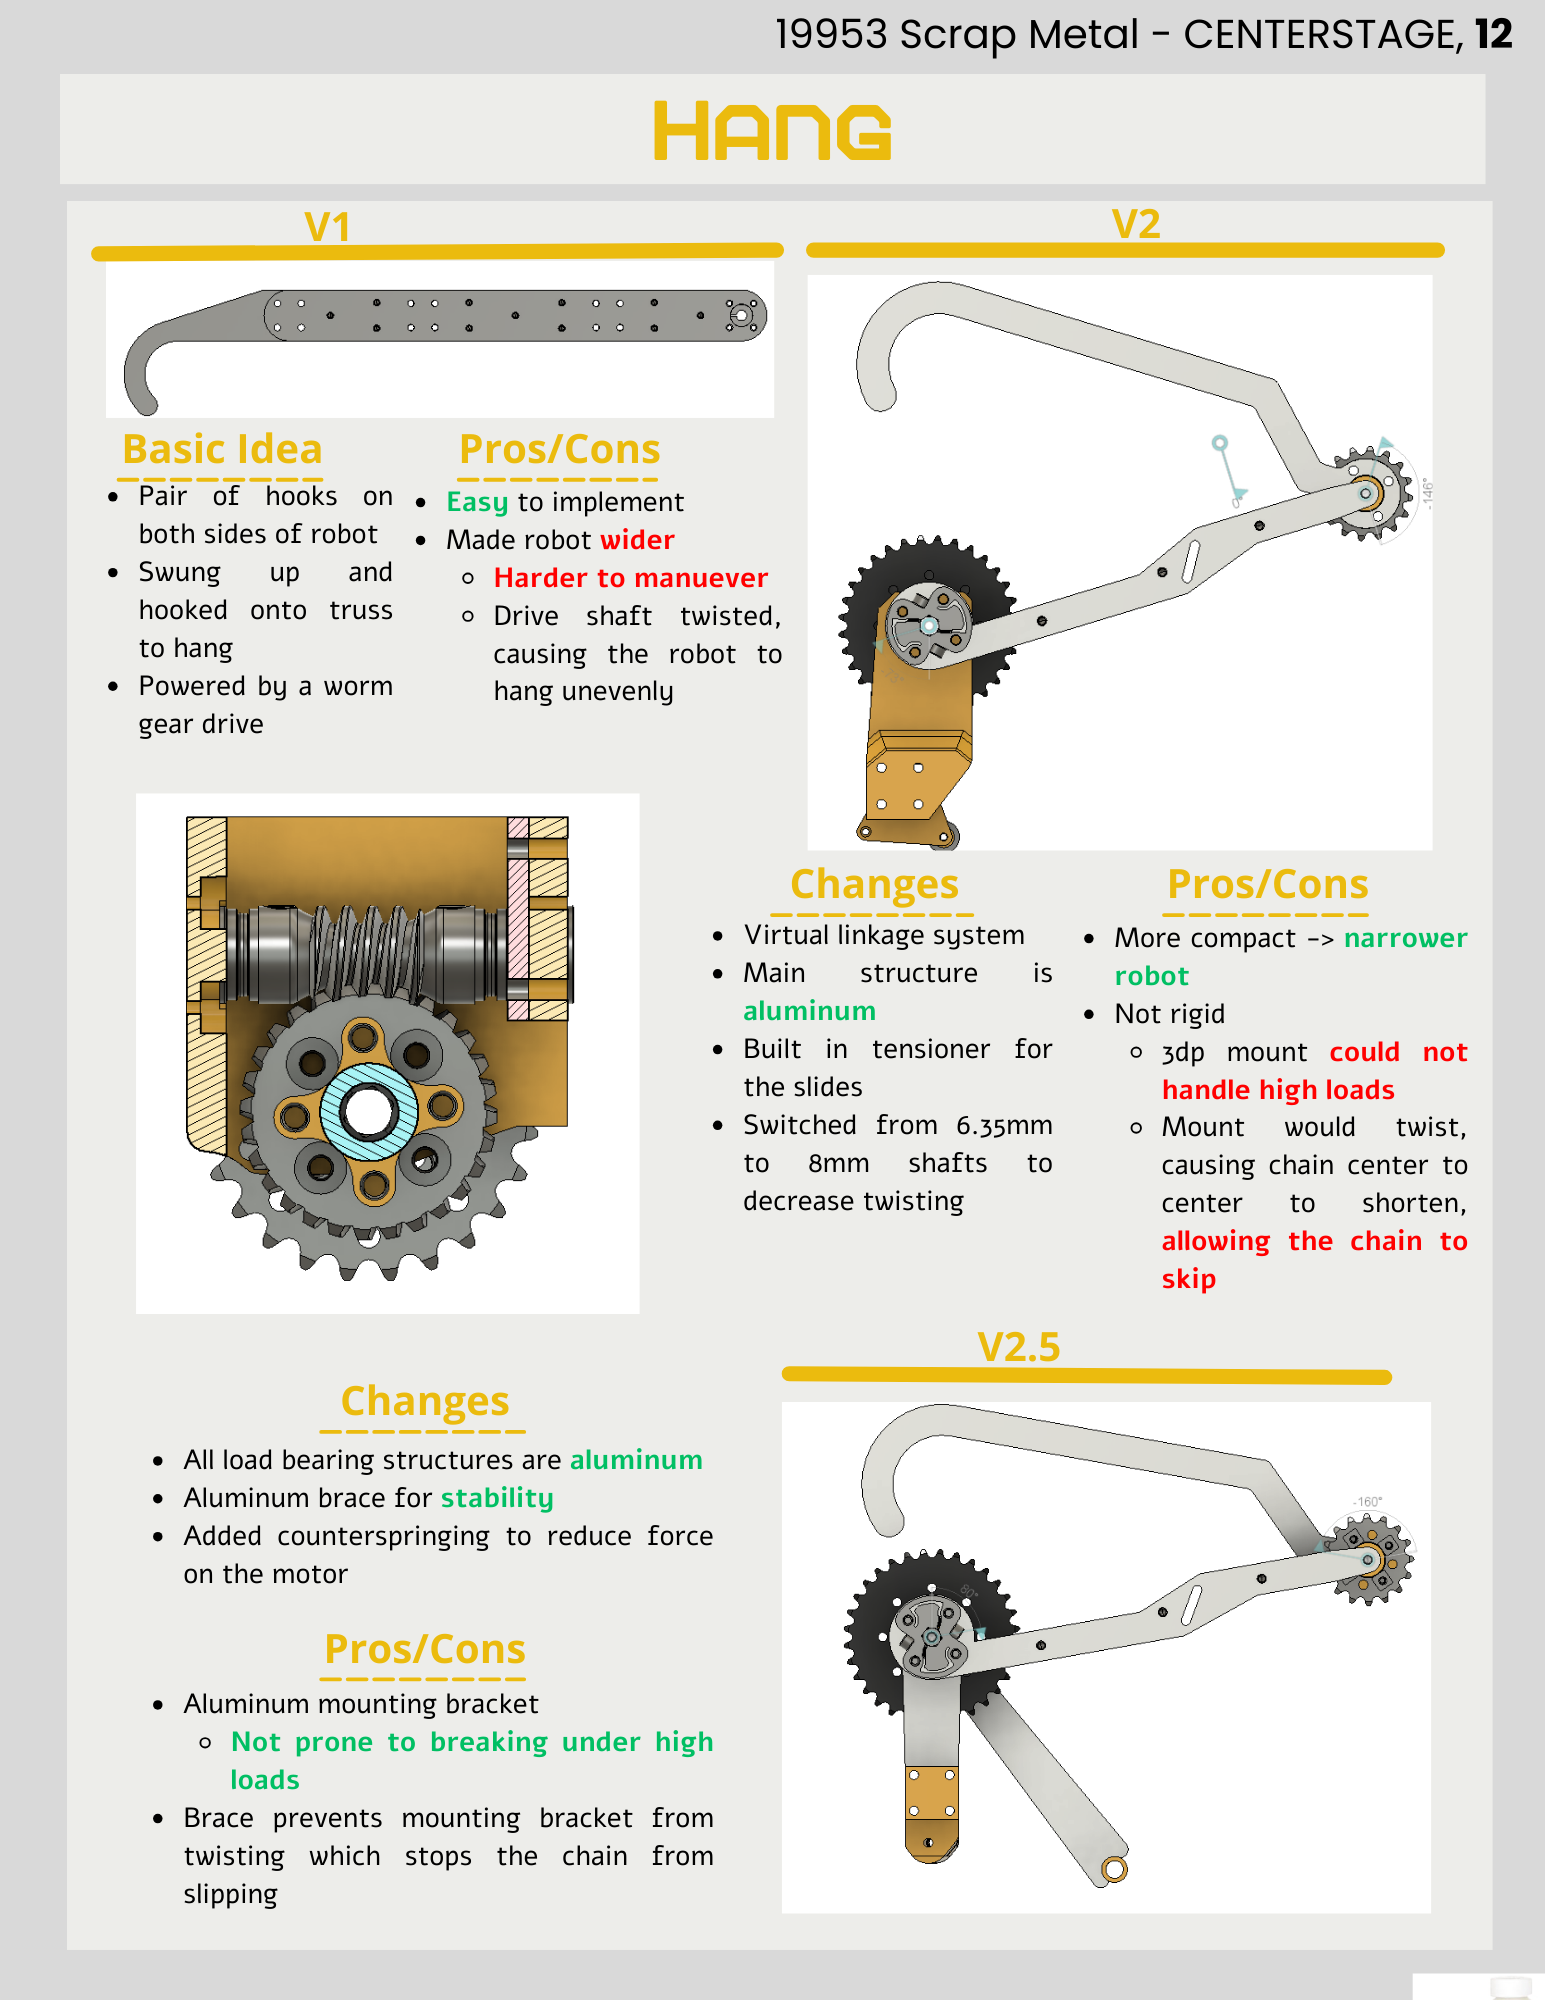 19953 Scrap Metal - CENTERSTAGE, 12
HANG
V1
Basic Idea
Pair of hooks on
both sides of robot
Swung up and
hooked onto truss
to hang
Powered by a worm
gear drive
Pros/Cons
Easy to implement
Made robot wider
Harder to manuever
Drive shaft twisted,
causing the robot to
hang unevenly
V2
-146°
0°
Changes
Virtual linkage system
Main structure is
aluminum
Built in tensioner for
the slides
Switched from 6.35mm
to 8mm shafts to
decrease twisting
Pros/Cons
More compact -> narrower
robot
Not rigid
3dp mount could not
handle high loads
Mount would twist,
causing chain center to
center to shorten,
allowing the chain to
skip
V2.5
-160°
80°
Changes
All load bearing structures are aluminum
Aluminum brace for stability
Added counterspringing to reduce force
on the motor
Pros/Cons
Aluminum mounting bracket
Not prone to breaking under high
loads
Brace prevents mounting bracket from
twisting which stops the chain from
slipping